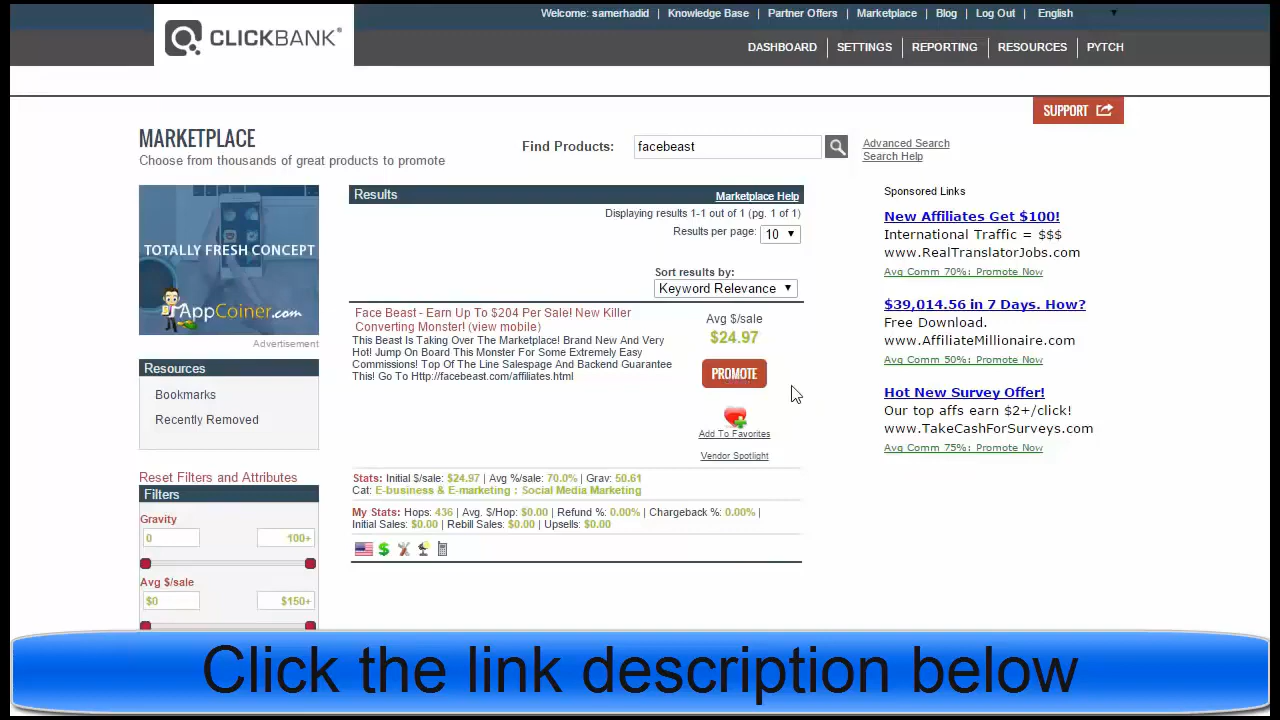 Welcome: samerhadid | Knowledge Base | Partner Offers | Marketplace | Blog | Log Out | English
CLICKBANK®
DASHBOARD | SETTINGS | REPORTING | RESOURCES | PYTCH
SUPPORT
MARKETPLACE
Choose from thousands of great products to promote
Find Products: facebeast
Advanced Search
Search Help
TOTALLY FRESH CONCEPT
AppCoiner.com
Advertisement
Resources
Bookmarks
Recently Removed
Reset Filters and Attributes
Filters
Gravity
0 100+
Avg $/sale
$0 $150+
Results Marketplace Help
Displaying results 1-1 out of 1 (pg. 1 of 1)
Results per page: 10
Sort results by:
Keyword Relevance
Face Beast - Earn Up To $204 Per Sale! New Killer
Converting Monster! (view mobile)
This Beast Is Taking Over The Marketplace! Brand New And Very
Hot! Jump On Board This Monster For Some Extremely Easy
Commissions! Top Of The Line Salespage And Backend Guarantee
This! Go To Http://facebeast.com/affiliates.html
Avg $/sale
$24.97
PROMOTE
Add To Favorites
Vendor Spotlight
Stats: Initial $/sale: $24.97 | Avg %/sale: 70.0% | Grav: 50.61
Cat: E-business & E-marketing : Social Media Marketing
My Stats: Hops: 436 | Avg. $/Hop: $0.00 | Refund %: 0.00% | Chargeback %: 0.00% |
Initial Sales: $0.00 | Rebill Sales: $0.00 | Upsells: $0.00
Sponsored Links
New Affiliates Get $100!
International Traffic = $$$
www.RealTranslatorJobs.com
Avg Comm 70%: Promote Now
$39,014.56 in 7 Days. How?
Free Download.
www.AffiliateMillionaire.com
Avg Comm 50%: Promote Now
Hot New Survey Offer!
Our top affs earn $2+/click!
www.TakeCashForSurveys.com
Avg Comm 75%: Promote Now
Click the link description below